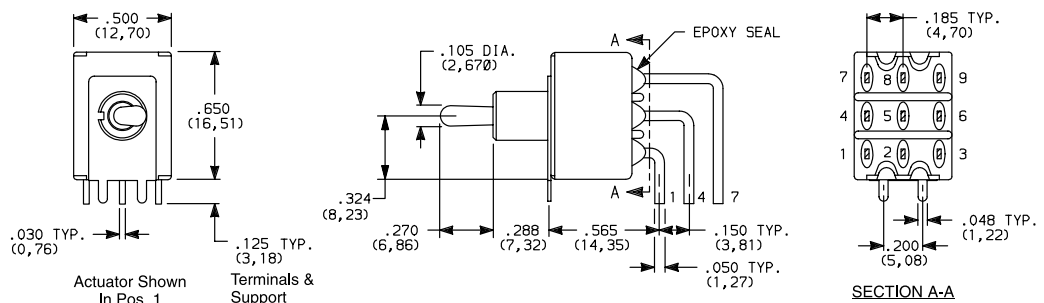 .500
(12,70)
.650
(16,51)
.030 TYP.
(0,76)
.125 TYP.
(3,18)
Actuator Shown
In Pos. 1
Terminals &
Support
.105 DIA.
(2,670)
.324
(8,23)
.270
(6,86)
.288
(7,32)
.565
(14,35)
A
A
EPOXY SEAL
1 4 7
.150 TYP.
(3,81)
.050 TYP.
(1,27)
.185 TYP.
(4,70)
7 8 9
4 5 6
1 2 3
.048 TYP.
(1,22)
.200
(5,08)
SECTION A-A